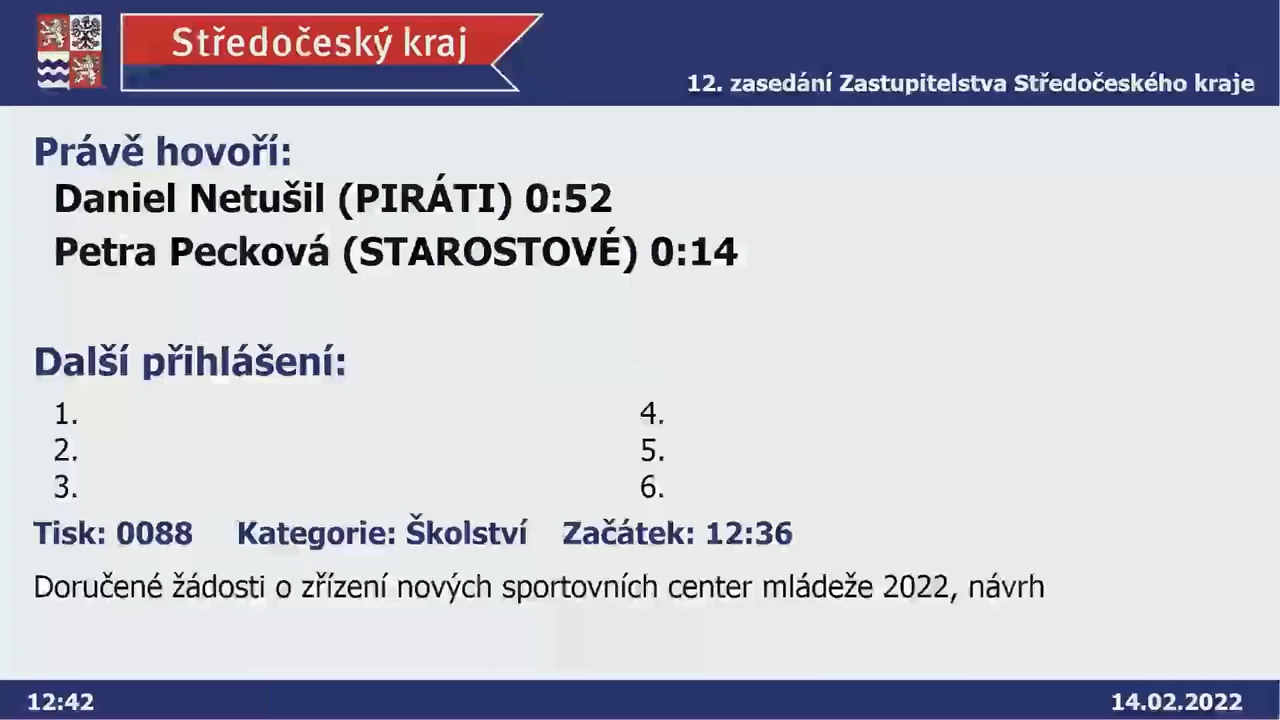 Středočeský kraj
12. zasedání Zastupitelstva Středočeského kraje
Právě hovoří:
Daniel Netušil (PIRÁTI) 0:52
Petra Pecková (STAROSTOVÉ) 0:14
Další přihlášení:
1. 4.
2. 5.
3. 6.
Tisk: 0088 Kategorie: Školství Začátek: 12:36
Doručené žádosti o zřízení nových sportovních center mládeže 2022, návrh
12:42 14.02.2022